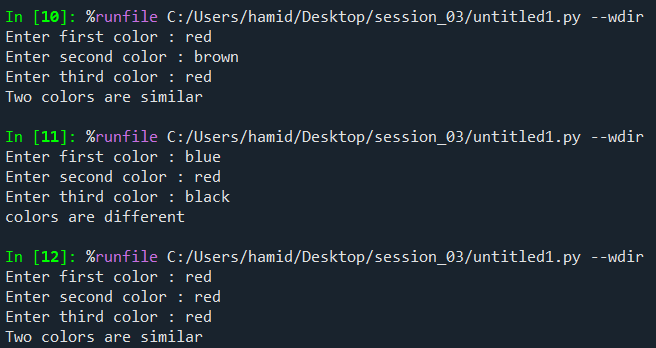 In [10]: %runfile C:/Users/hamid/Desktop/session_03/untitled1.py --wdir
Enter first color : red
Enter second color : brown
Enter third color : red
Two colors are similar
In [11]: %runfile C:/Users/hamid/Desktop/session_03/untitled1.py --wdir
Enter first color : blue
Enter second color : red
Enter third color : black
colors are different
In [12]: %runfile C:/Users/hamid/Desktop/session_03/untitled1.py --wdir
Enter first color : red
Enter second color : red
Enter third color : red
Two colors are similar